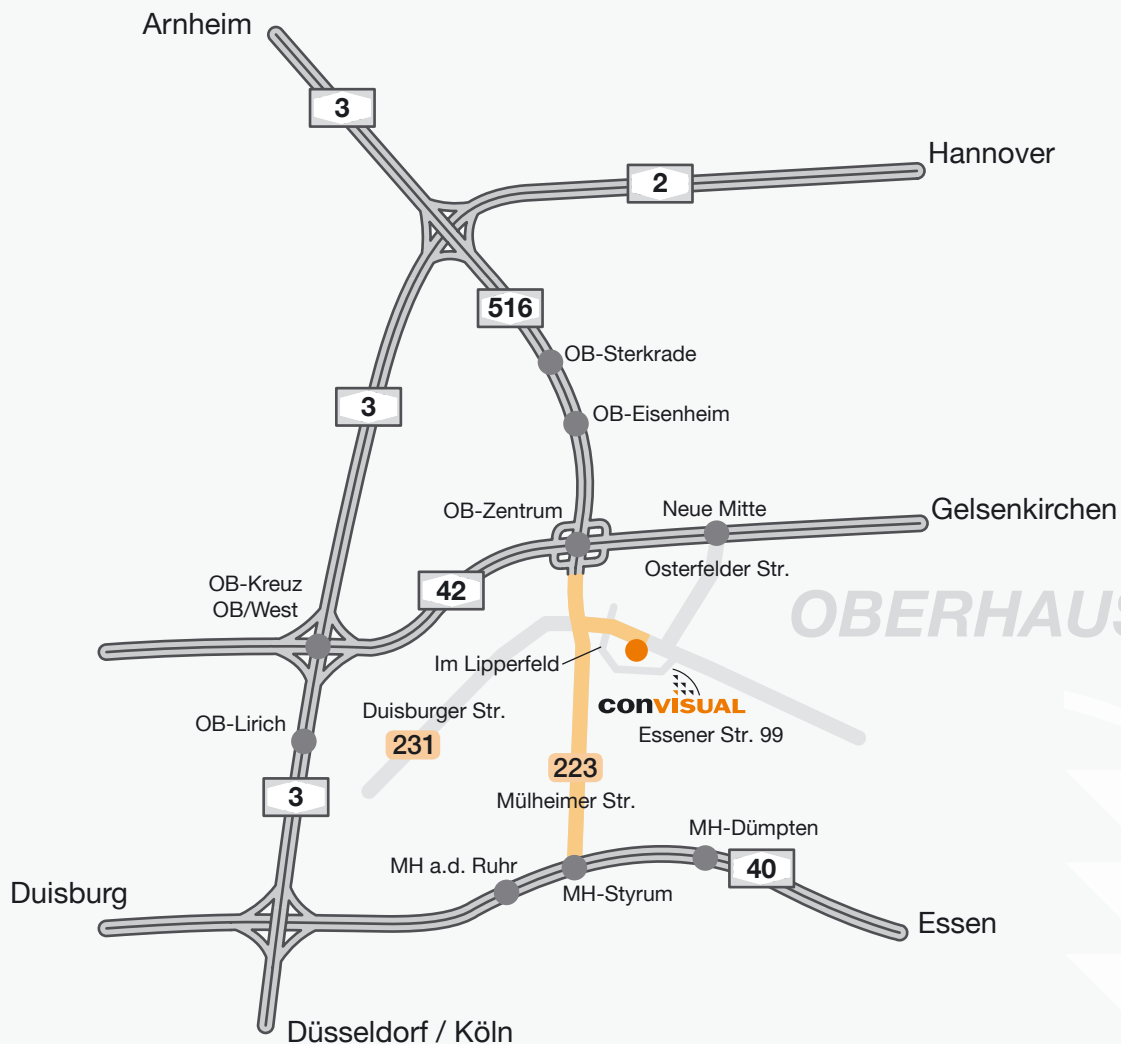 Arnheim
3
Hannover
2
516
OB-Sterkrade
3
OB-Eisenheim
OB-Zentrum
Neue Mitte
Gelsenkirchen
Osterfelder Str.
OB-Kreuz
OB/West
42
OBERHAUS
Im Lipperfeld
convisual
Duisburger Str.
OB-Lirich
Essener Str. 99
231
223
3
Mülheimer Str.
MH-Dümpten
MH a.d. Ruhr
40
Duisburg
MH-Styrum
Essen
Düsseldorf / Köln